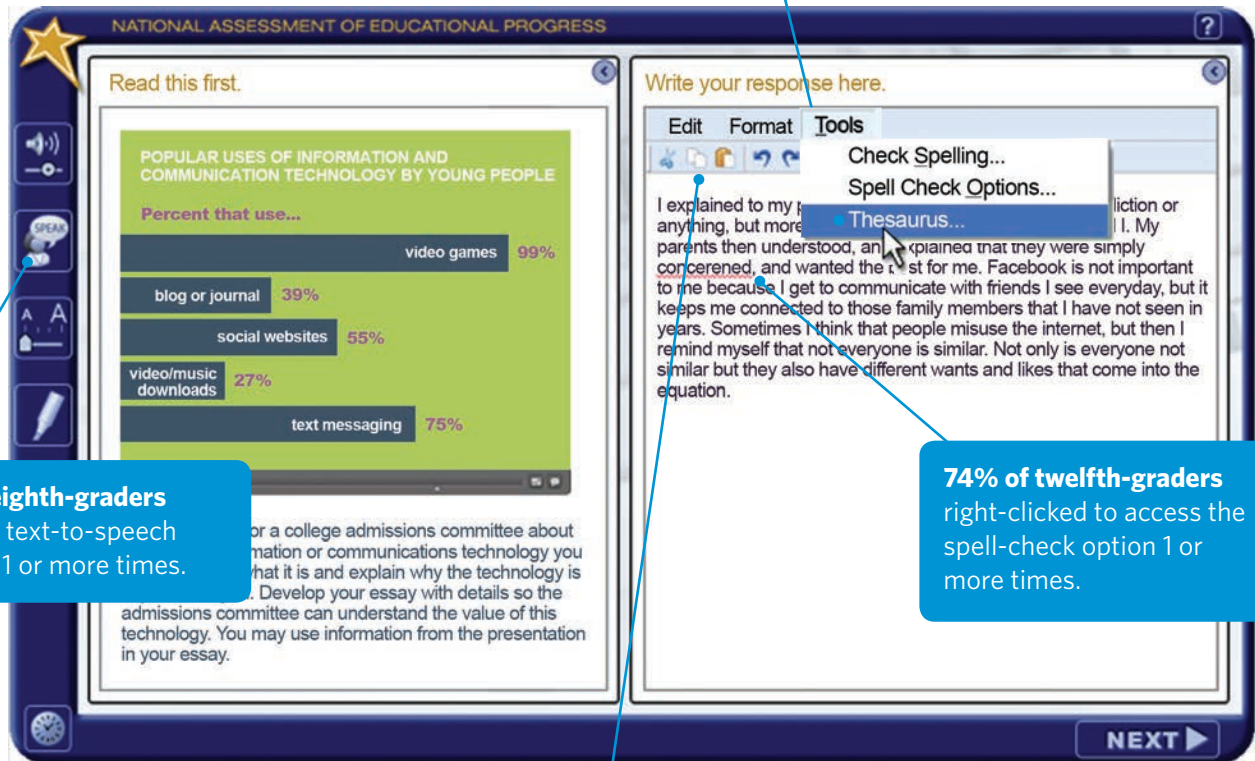 NATIONAL ASSESSMENT OF EDUCATIONAL PROGRESS
?
Read this first.
SPEAK
A A
POPULAR USES OF INFORMATION AND
COMMUNICATION TECHNOLOGY BY YOUNG PEOPLE
Percent that use...
video games 99%
blog or journal 39%
social websites 55%
video/music
downloads 27%
text messaging 75%
eighth-graders
text-to-speech
1 or more times.
or a college admissions committee about
mation or communications technology you
hat it is and explain why the technology is
. Develop your essay with details so the
admissions committee can understand the value of this
technology. You may use information from the presentation
in your essay.
Write your response here.
Edit Format Tools
Check Spelling...
Spell Check Options...
Thesaurus...
I explained to my liction or
anything, but more I. My
parents then understood, and explained that they were simply
concerened, and wanted the for me. Facebook is not important
to me because I get to communicate with friends I see everyday, but it
keeps me connected to those family members that I have not seen in
years. Sometimes I think that people misuse the internet, but then I
remind myself that not everyone is similar. Not only is everyone not
similar but they also have different wants and likes that come into the
equation.
74% of twelfth-graders
right-clicked to access the
spell-check option 1 or
more times.
NEXT